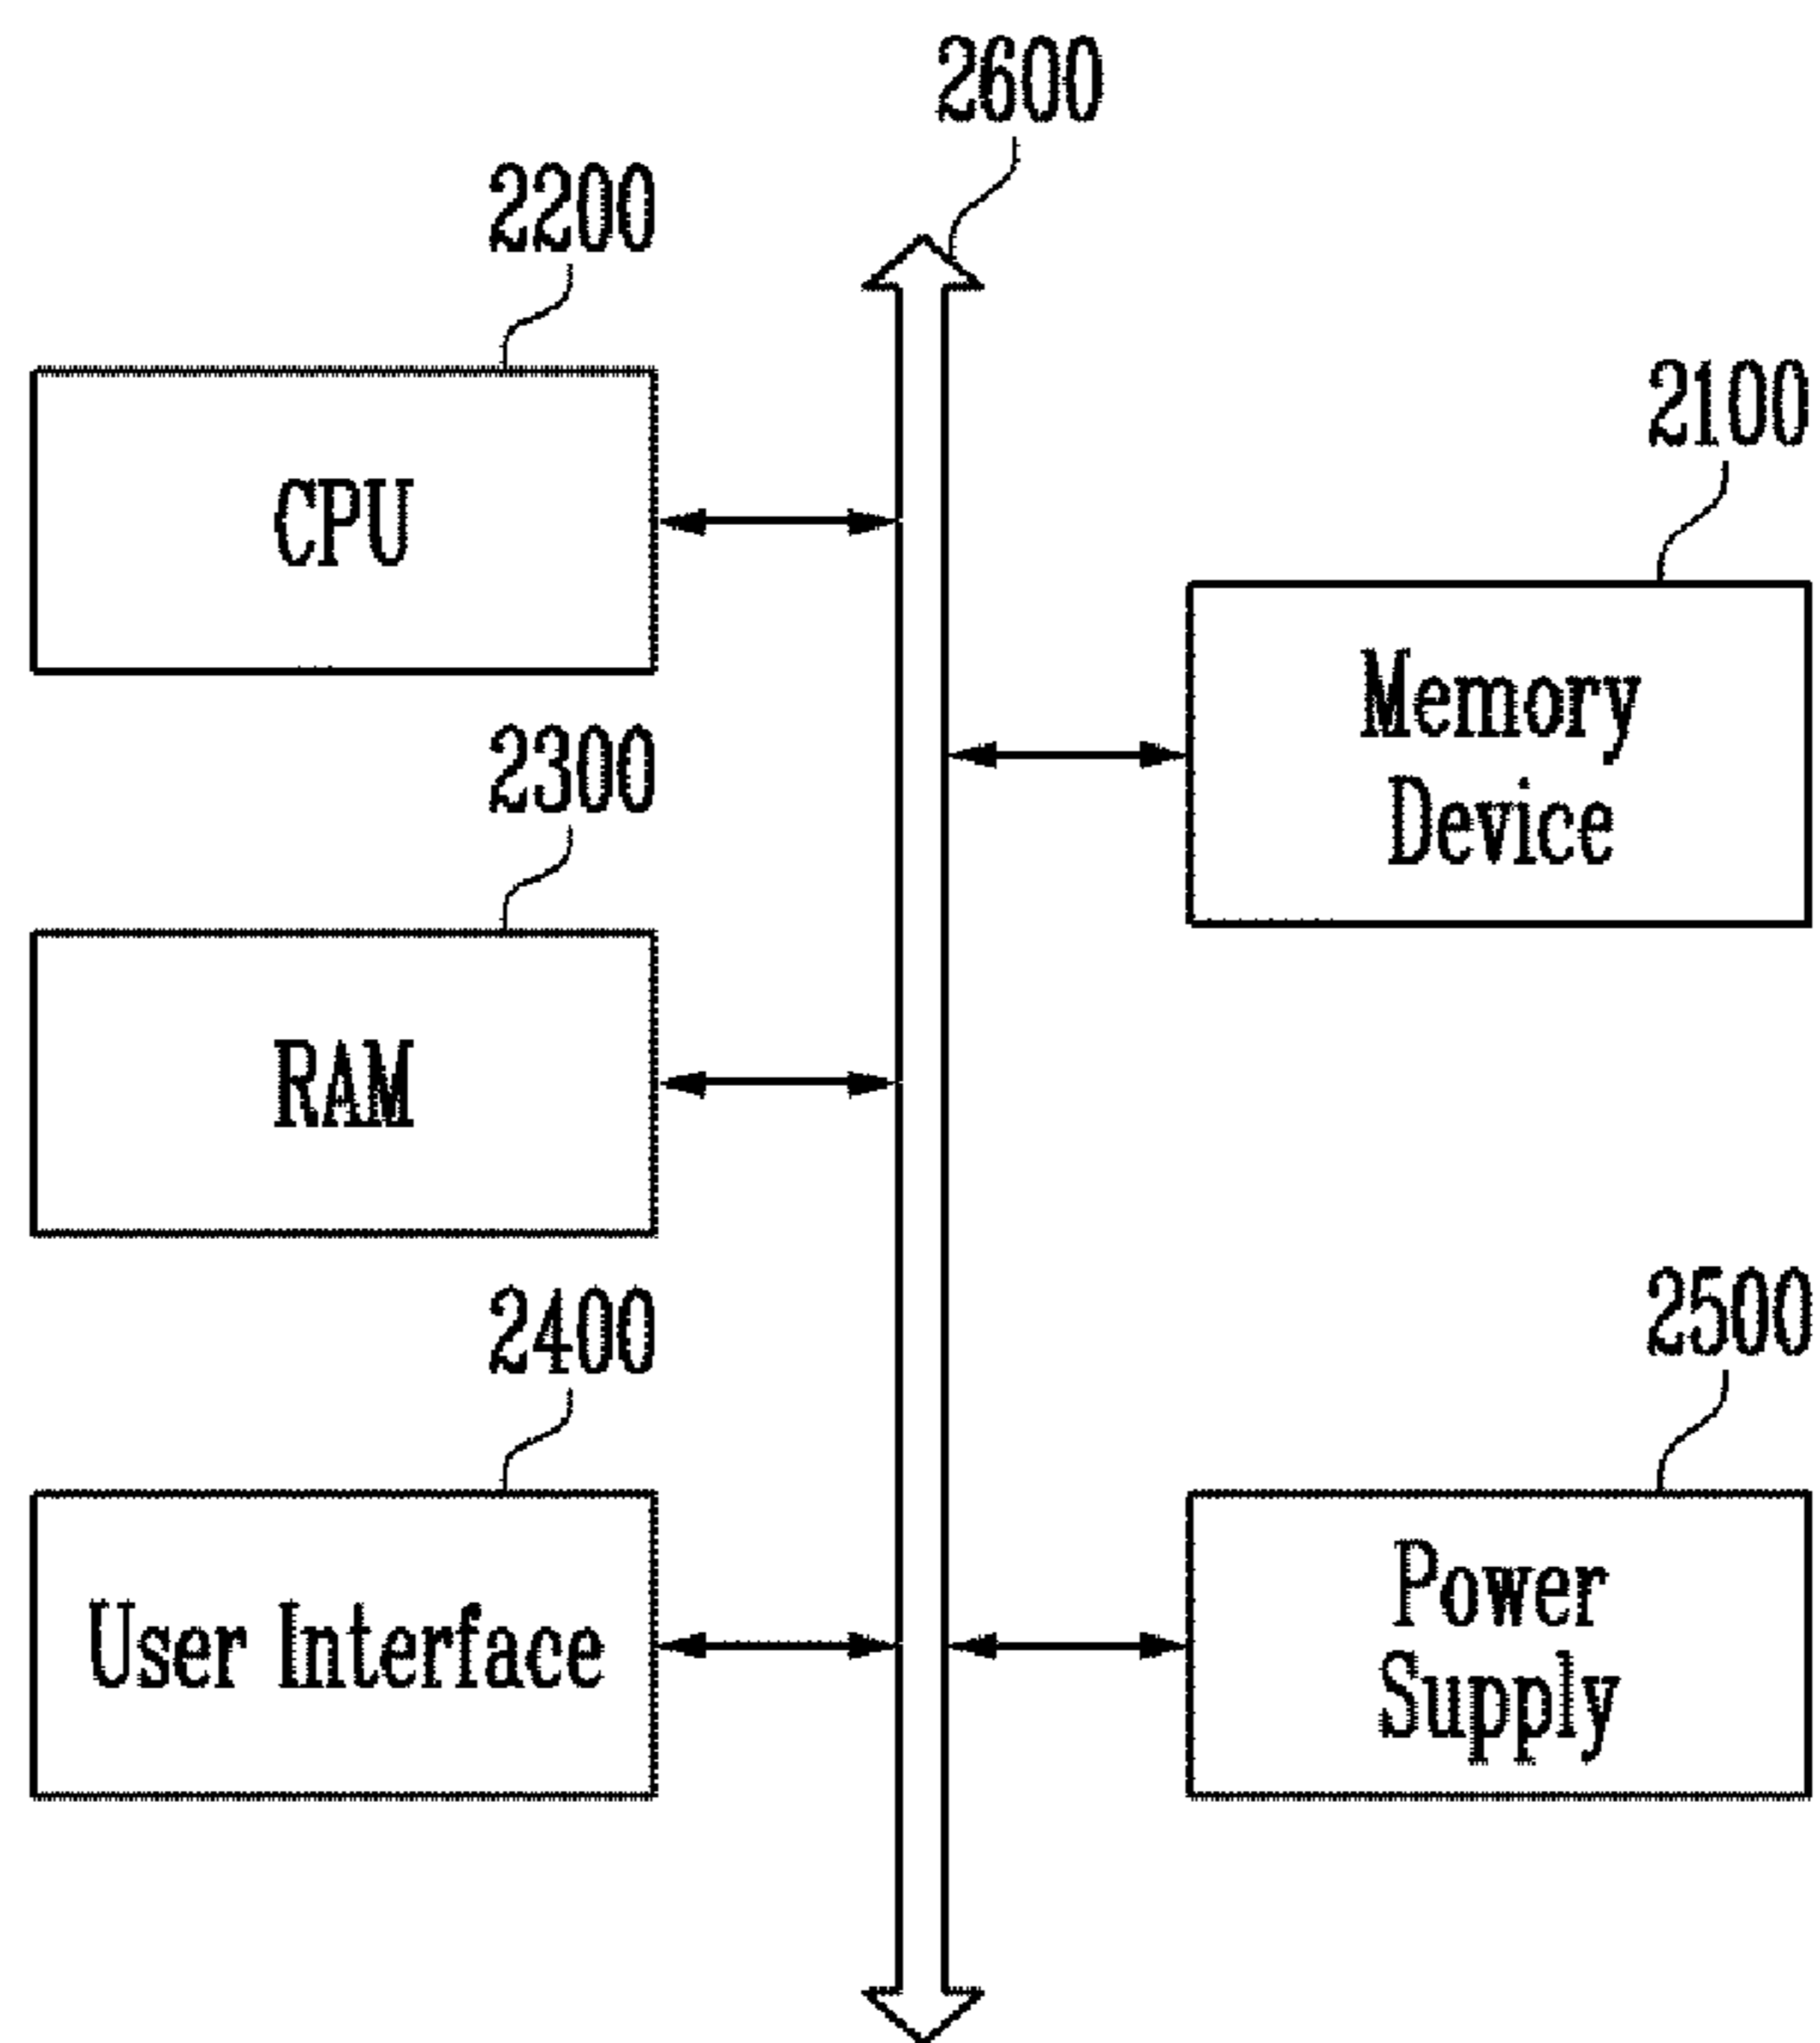 2600
2200
CPU
2100
Memory
Device
2300
RAM
2400
User Interface
2500
Power
Supply